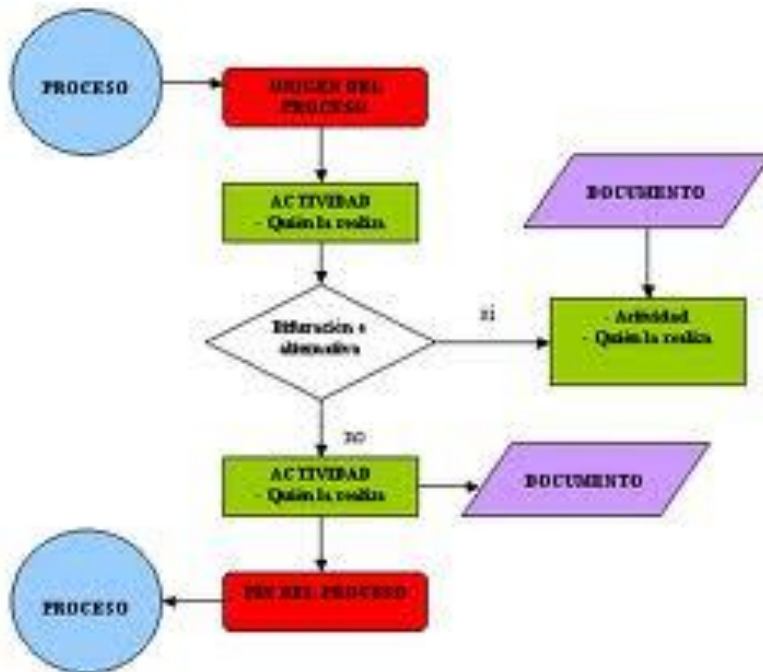 PROCESO
ORIGEN DEL
PROCESO
ACTIVIDAD
- Quién la realiza
DOCUMENTO
Bifuración o
alternativa
si
- Actividad
- Quién la realiza
no
ACTIVIDAD
- Quién la realiza
DOCUMENTO
FIN DEL PROCESO
PROCESO